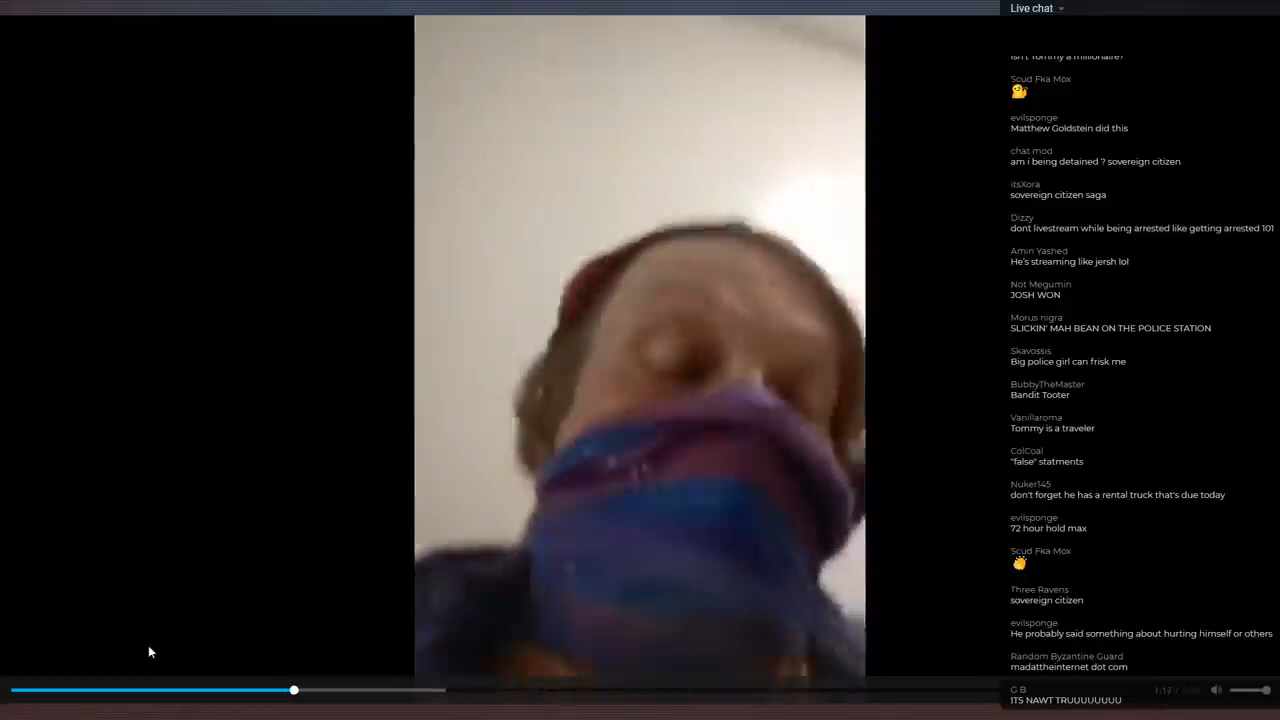 Live chat
isn't Tommy a millionaire?
Scud Fka Mox
evilsponge
Matthew Goldstein did this
chat mod
am i being detained ? sovereign citizen
itsXora
sovereign citizen saga
Dizzy
dont livestream while being arrested like getting arrested 101
Amin Yashed
He's streaming like jersh lol
Not Megumin
JOSH WON
Morus nigra
SLICKIN' MAH BEAN ON THE POLICE STATION
Skavossis
Big police girl can frisk me
BubbyTheMaster
Bandit Tooter
Vanillaroma
Tommy is a traveler
ColCoal
"false" statments
Nuker145
don't forget he has a rental truck that's due today
evilsponge
72 hour hold max
Scud Fka Mox
Three Ravens
sovereign citizen
evilsponge
He probably said something about hurting himself or others
Random Byzantine Guard
madattheinternet dot com
G B
ITS NAWT TRUUUUUUUU